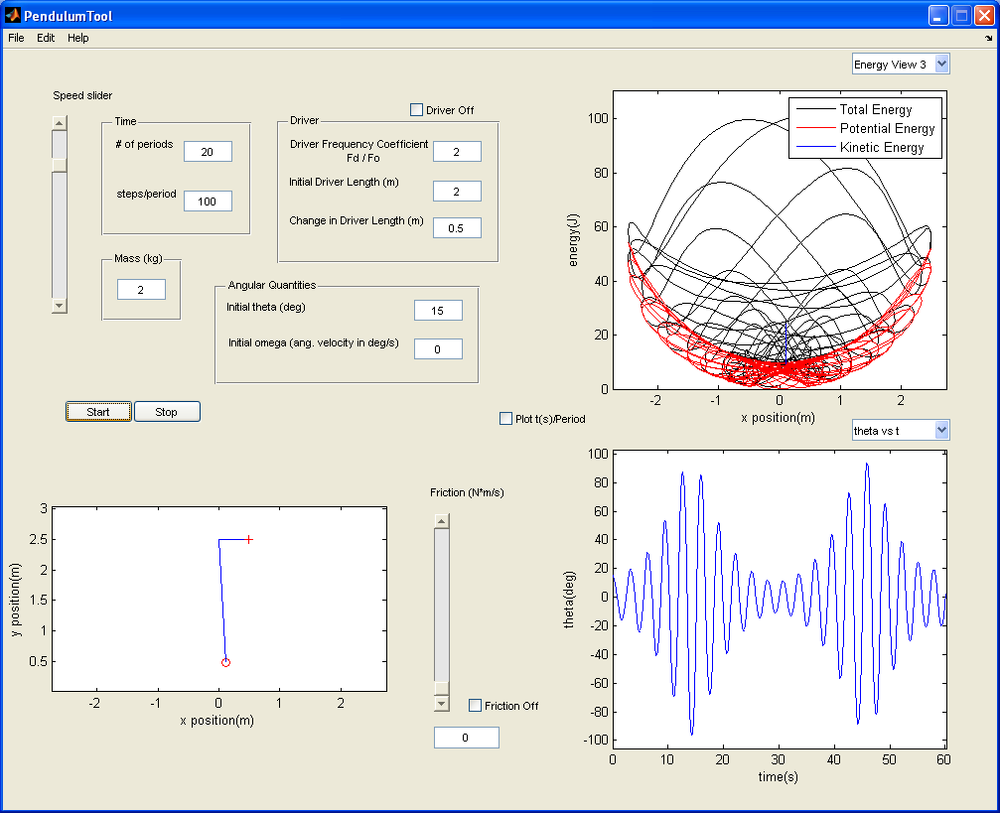 PendulumTool
File Edit Help
Energy View 3
Speed slider
Driver Off
Time
# of periods
20
steps/period
100
Driver
Driver Frequency Coefficient
Fd / Fo
2
Initial Driver Length (m)
2
Change in Driver Length (m)
0.5
Mass (kg)
2
Angular Quantities
Initial theta (deg)
15
Initial omega (ang. velocity in deg/s)
0
Start
Stop
Total Energy
Potential Energy
Kinetic Energy
100
80
60
40
20
0
energy(J)
-2 -1 0 1 2
x position(m)
Plot t(s)/Period
theta vs t
100
80
60
40
20
0
-20
-40
-60
-80
-100
theta(deg)
0 10 20 30 40 50 60
time(s)
3
2.5
2
1.5
1
0.5
y position(m)
-2 -1 0 1 2
x position(m)
Friction (N*m/s)
Friction Off
0